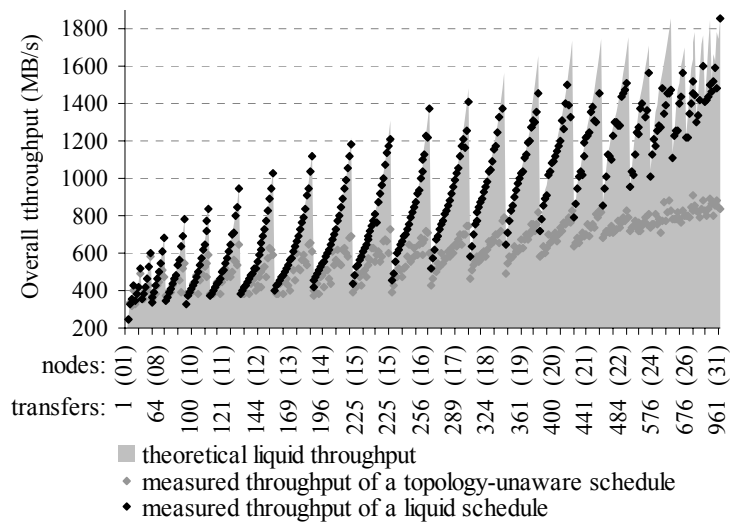 Overall tthroughput (MB/s)
1800
1600
1400
1200
1000
800
600
400
200
nodes: (01) (08) (10) (11) (12) (13) (14) (15) (15) (16) (17) (18) (19) (20) (21) (22) (24) (26) (31)
transfers: 1 64 100 121 144 169 196 225 225 256 289 324 361 400 441 484 576 676 961
theoretical liquid throughput
measured throughput of a topology-unaware schedule
measured throughput of a liquid schedule